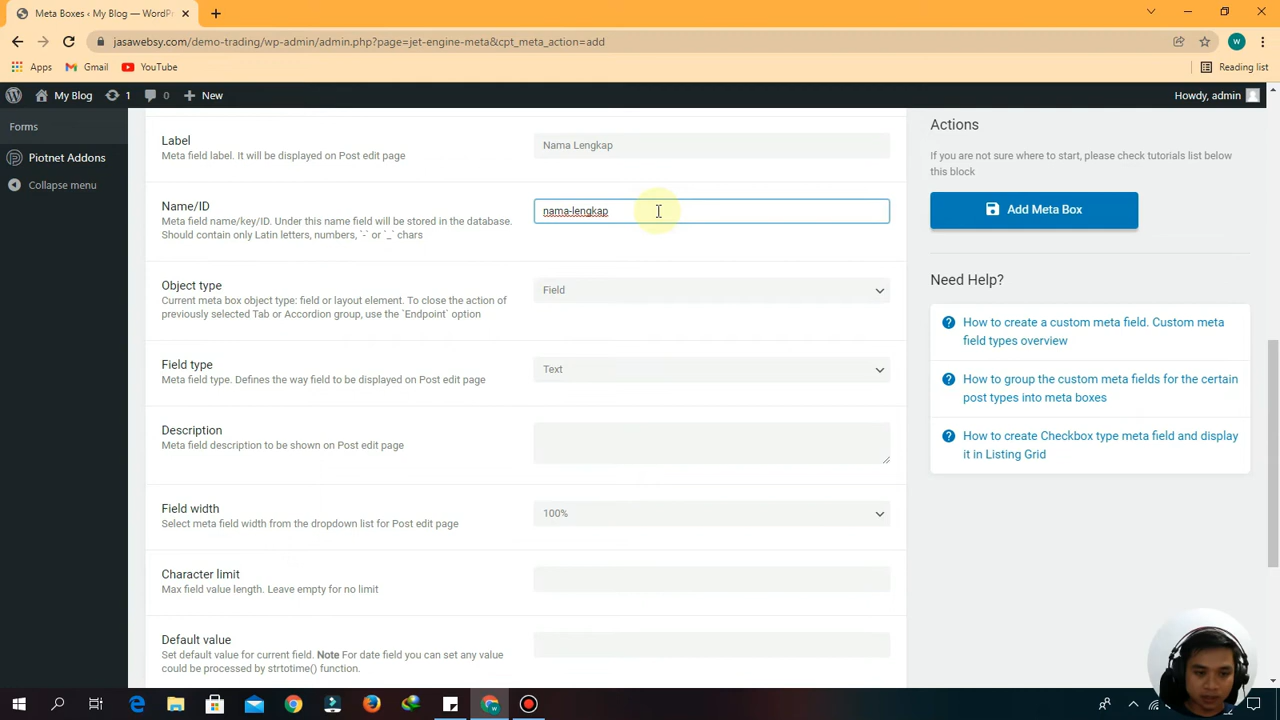 Meta Boxes ‹ My Blog — WordPr
jasawebsy.com/demo-trading/wp-admin/admin.php?page=jet-engine-meta&cpt_meta_action=add
W
Apps
Gmail
YouTube
Reading list
My Blog
1
0
New
Howdy, admin
Forms
Piotnet Addons
Collapse menu
Label
Meta field label. It will be displayed on Post edit page
Nama Lengkap
Name/ID
Meta field name/key/ID. Under this name field will be stored in the database.
Should contain only Latin letters, numbers, `-` or `_` chars
nama-lengkap
Object type
Current meta box object type: field or layout element. To close the action of
previously selected Tab or Accordion group, use the `Endpoint` option
Field
Field type
Meta field type. Defines the way field to be displayed on Post edit page
Text
Description
Meta field description to be shown on Post edit page
Field width
Select meta field width from the dropdown list for Post edit page
100%
Character limit
Max field value length. Leave empty for no limit
Default value
Set default value for current field. Note For date field you can set any value
could be processed by strtotime() function.
Actions
If you are not sure where to start, please check tutorials list below
this block
Add Meta Box
Need Help?
How to create a custom meta field. Custom meta
field types overview
How to group the custom meta fields for the certain
post types into meta boxes
How to create Checkbox type meta field and display
it in Listing Grid